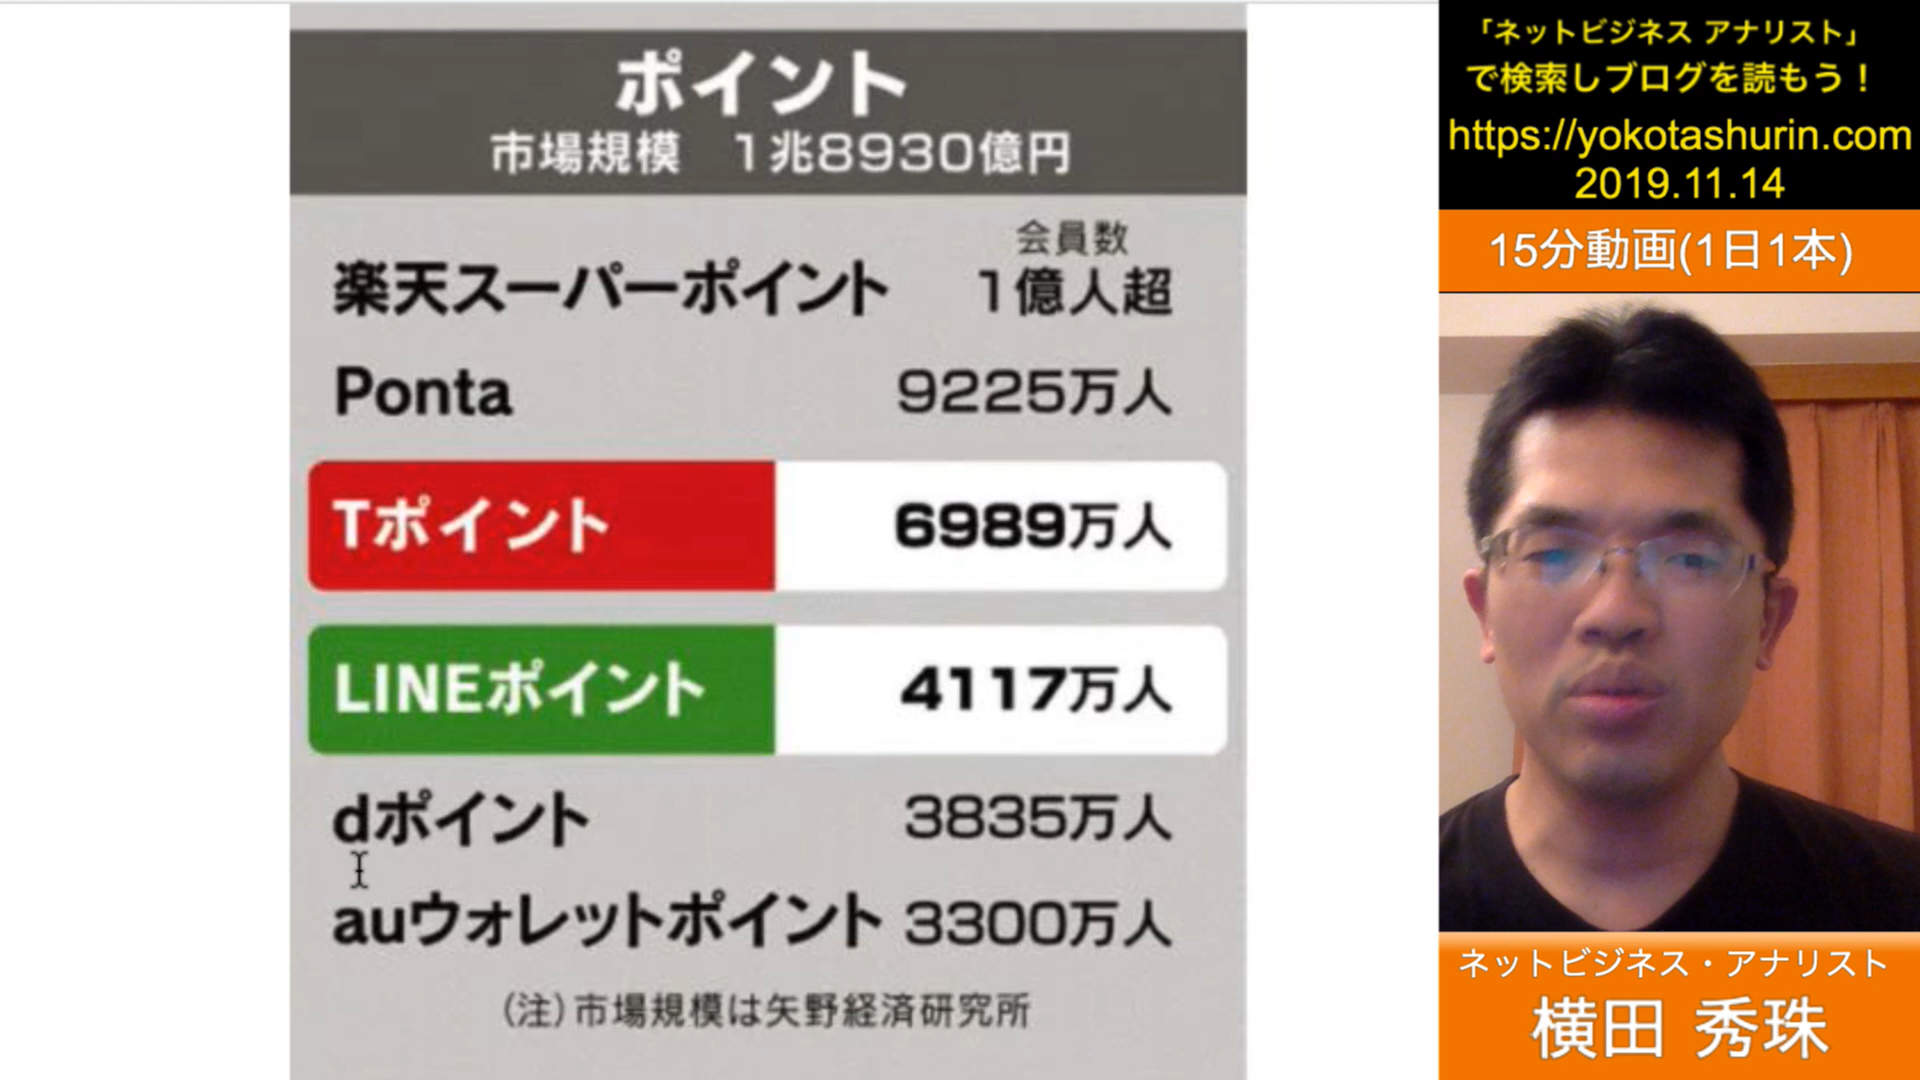 ポイント
市場規模 1兆8930億円
会員数
楽天スーパーポイント 1億人超
Ponta 9225万人
Tポイント 6989万人
LINEポイント 4117万人
dポイント 3835万人
auウォレットポイント 3300万人
(注)市場規模は矢野経済研究所
「ネットビジネス アナリスト」
で検索しブログを読もう！
https://yokotashurin.com
2019.11.14
15分動画(1日1本)
ネットビジネス・アナリスト
横田 秀珠